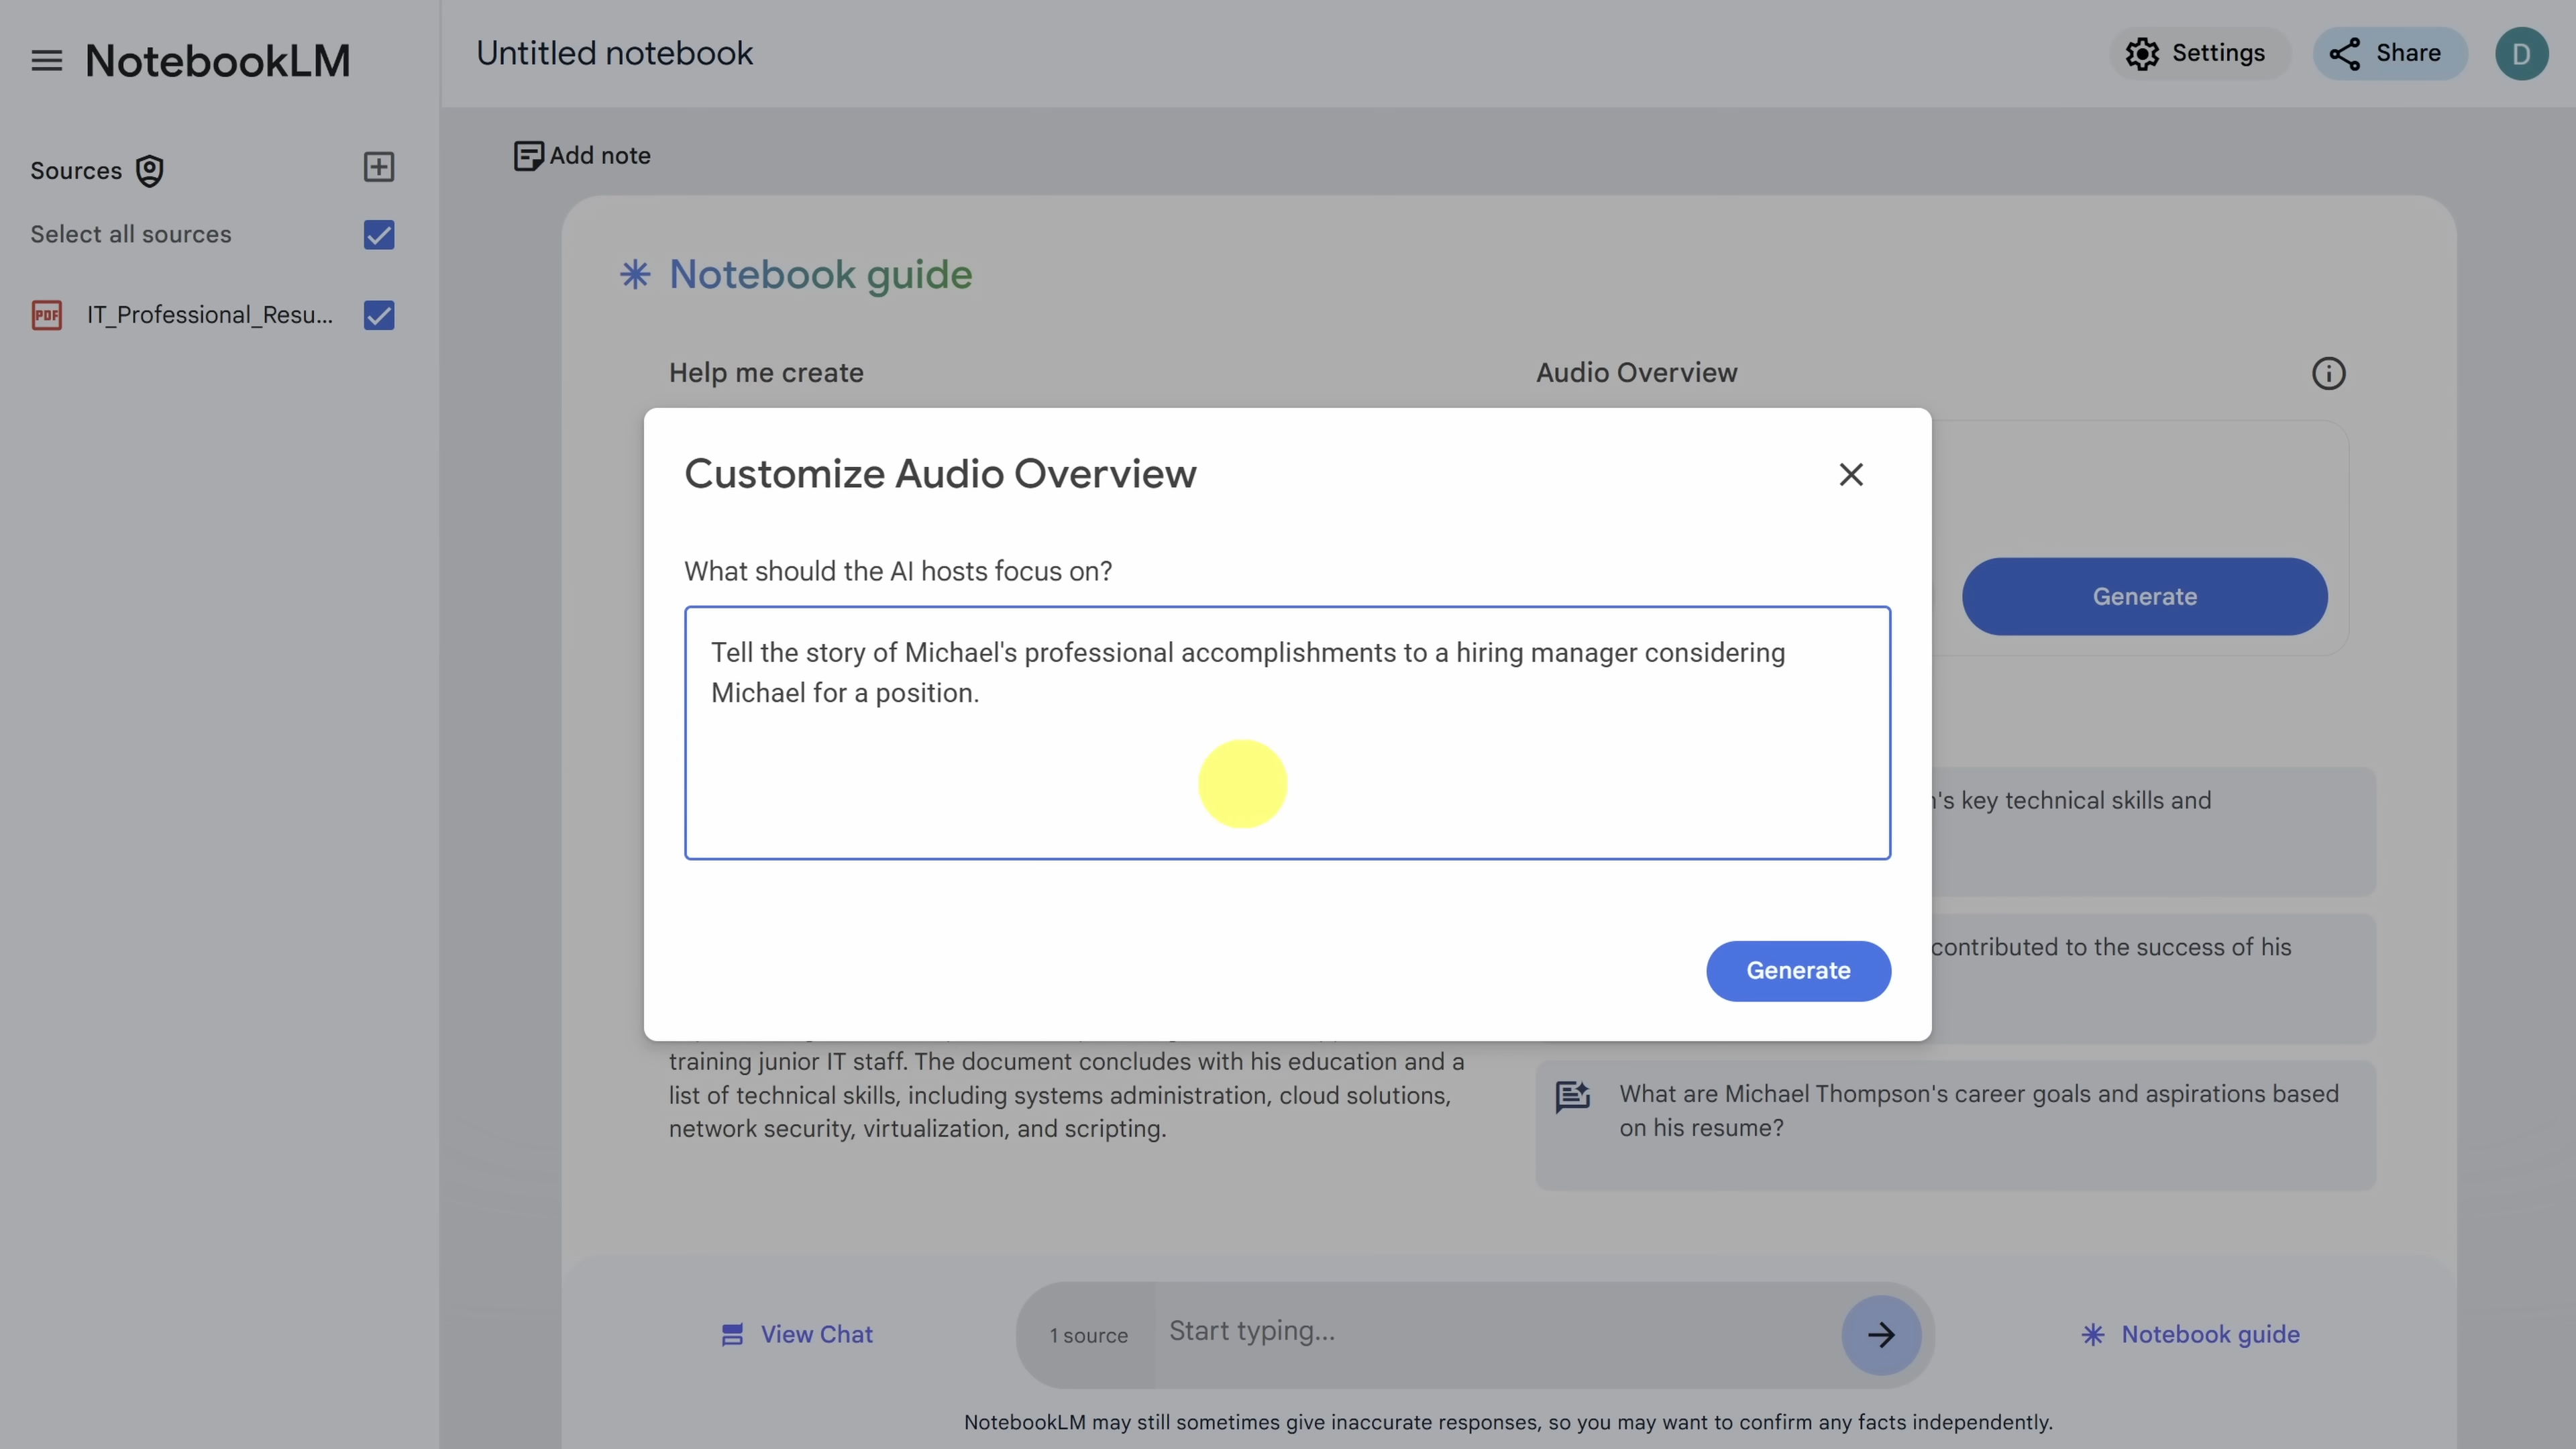 NotebookLM
Untitled notebook
Settings
Share
D
Sources
Add note
Select all sources
PDF
IT_Professional_Resu...
Notebook guide
Help me create
Audio Overview
Generate
Customize Audio Overview
What should the AI hosts focus on?
Tell the story of Michael's professional accomplishments to a hiring manager considering
Michael for a position.
Generate
's key technical skills and
contributed to the success of his
training junior IT staff. The document concludes with his education and a
list of technical skills, including systems administration, cloud solutions,
network security, virtualization, and scripting.
What are Michael Thompson's career goals and aspirations based
on his resume?
View Chat
1 source
Start typing...
Notebook guide
NotebookLM may still sometimes give inaccurate responses, so you may want to confirm any facts independently.